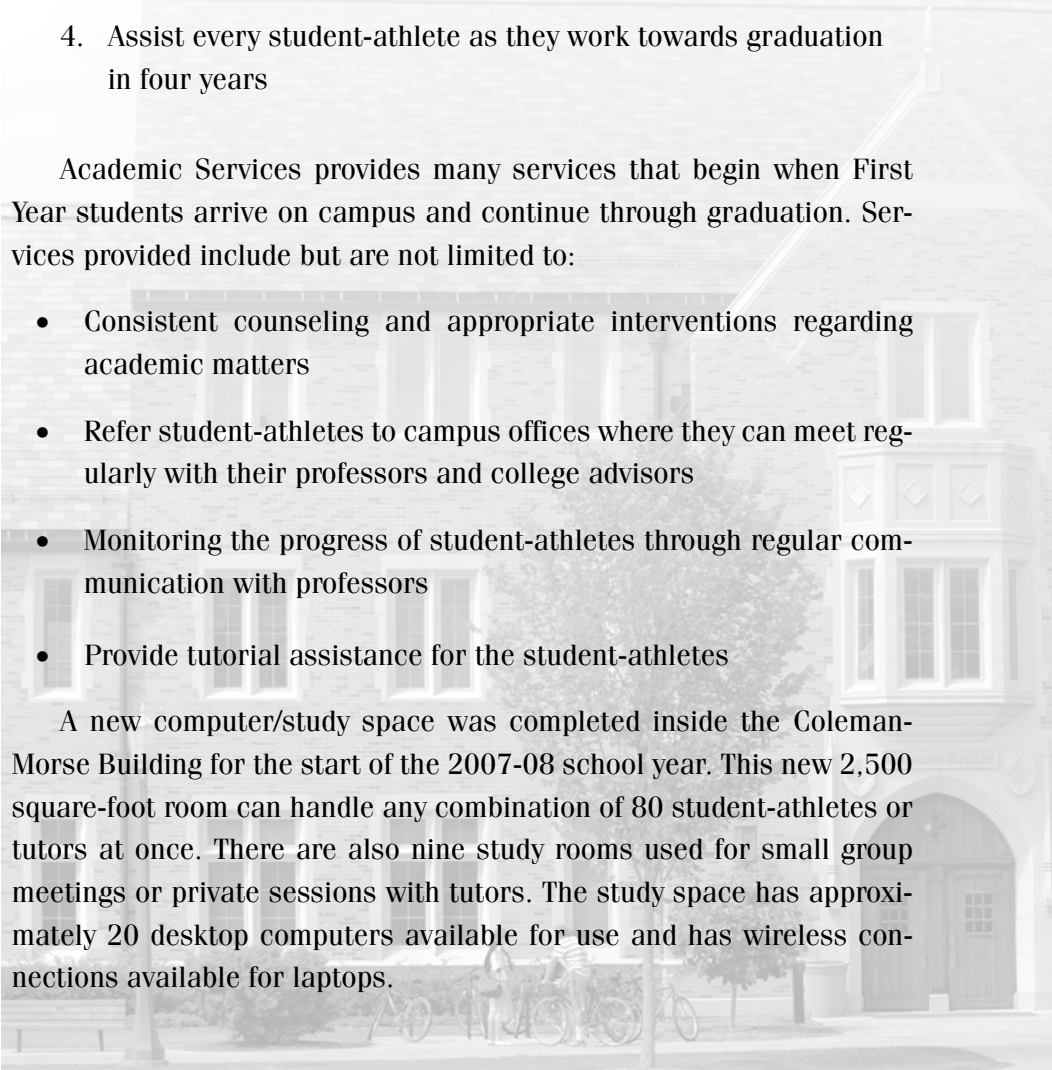 4. Assist every student-athlete as they work towards graduation
in four years
Academic Services provides many services that begin when First
Year students arrive on campus and continue through graduation. Ser-
vices provided include but are not limited to:
• Consistent counseling and appropriate interventions regarding
academic matters
• Refer student-athletes to campus offices where they can meet reg-
ularly with their professors and college advisors
• Monitoring the progress of student-athletes through regular com-
munication with professors
• Provide tutorial assistance for the student-athletes
A new computer/study space was completed inside the Coleman-
Morse Building for the start of the 2007-08 school year. This new 2,500
square-foot room can handle any combination of 80 student-athletes or
tutors at once. There are also nine study rooms used for small group
meetings or private sessions with tutors. The study space has approxi-
mately 20 desktop computers available for use and has wireless con-
nections available for laptops.